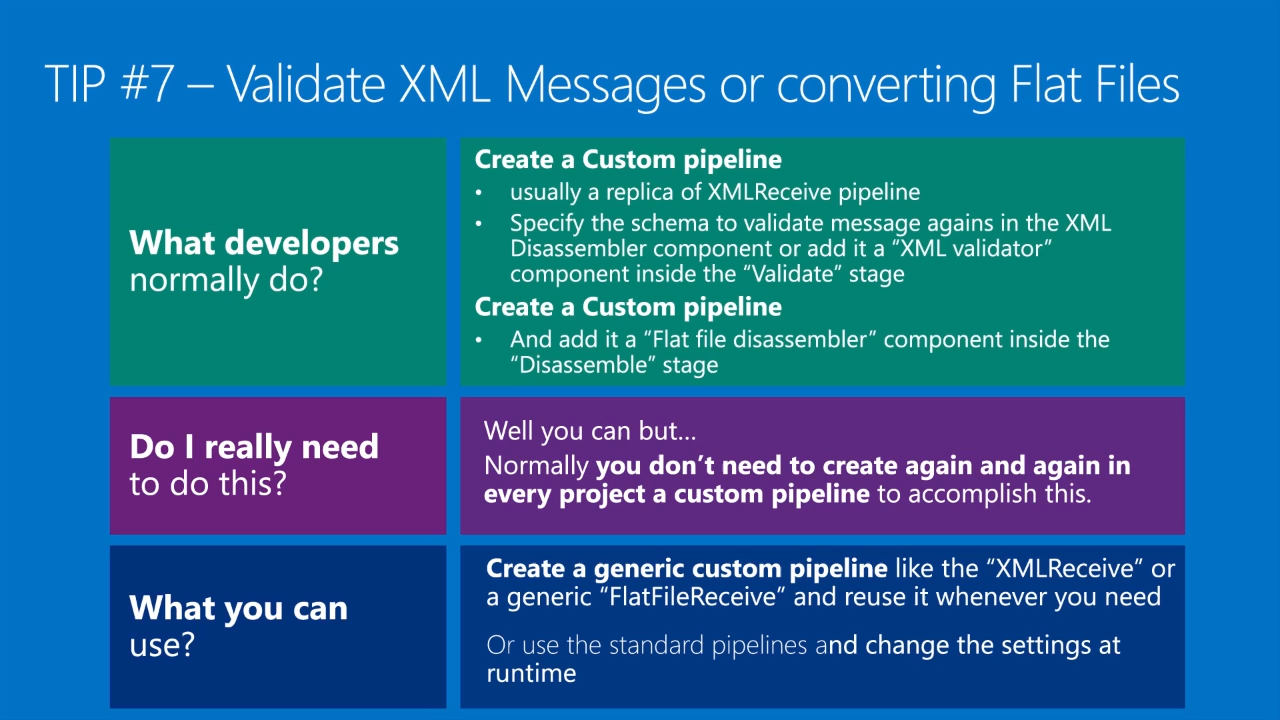 TIP #7 – Validate XML Messages or converting Flat Files
What developers
normally do?
Create a Custom pipeline
• usually a replica of XMLReceive pipeline
• Specify the schema to validate message agains in the XML
Disassembler component or add it a “XML validator”
component inside the “Validate” stage
Create a Custom pipeline
• And add it a “Flat file disassembler” component inside the
“Disassemble” stage
Do I really need
to do this?
Well you can but…
Normally you don’t need to create again and again in
every project a custom pipeline to accomplish this.
What you can
use?
Create a generic custom pipeline like the “XMLReceive” or
a generic “FlatFileReceive” and reuse it whenever you need
Or use the standard pipelines and change the settings at
runtime